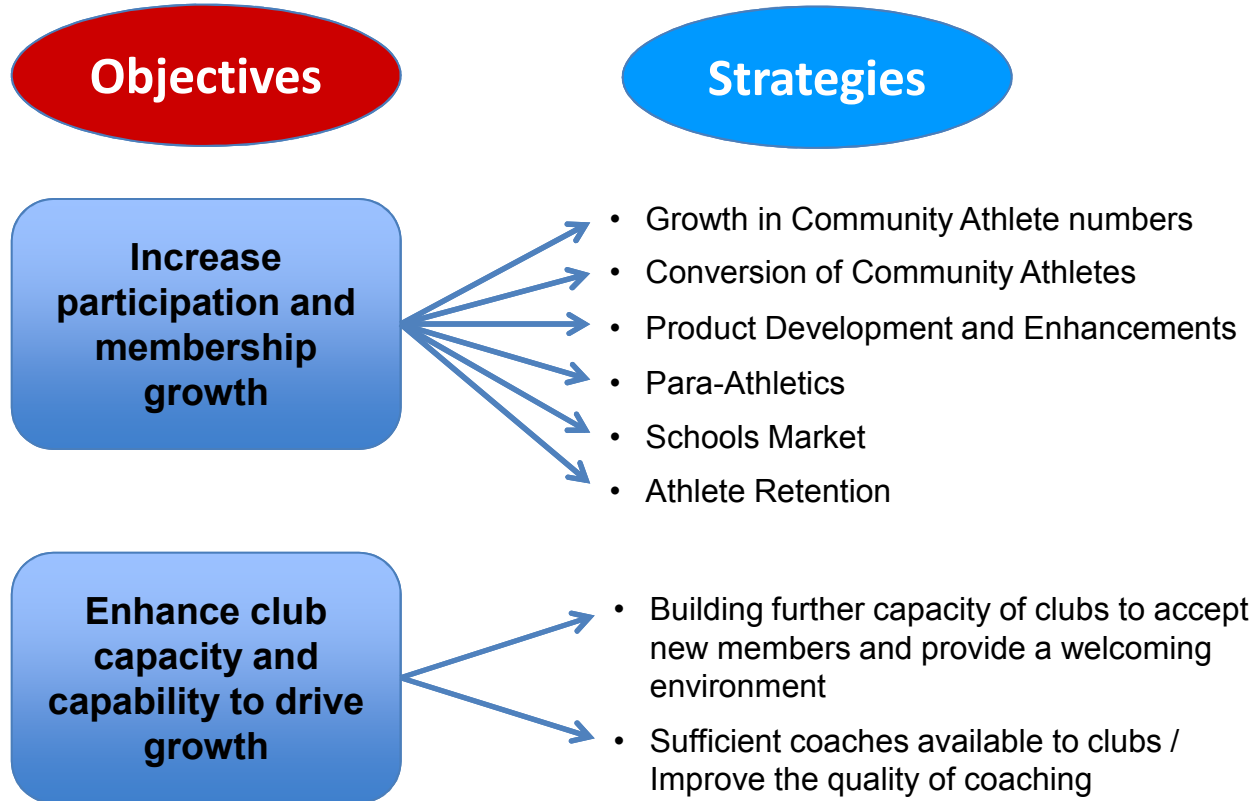 Objectives
Strategies
Increase
participation and
membership
growth
• Growth in Community Athlete numbers
• Conversion of Community Athletes
• Product Development and Enhancements
• Para-Athletics
• Schools Market
• Athlete Retention
Enhance club
capacity and
capability to drive
growth
• Building further capacity of clubs to accept
new members and provide a welcoming
environment
• Sufficient coaches available to clubs /
Improve the quality of coaching